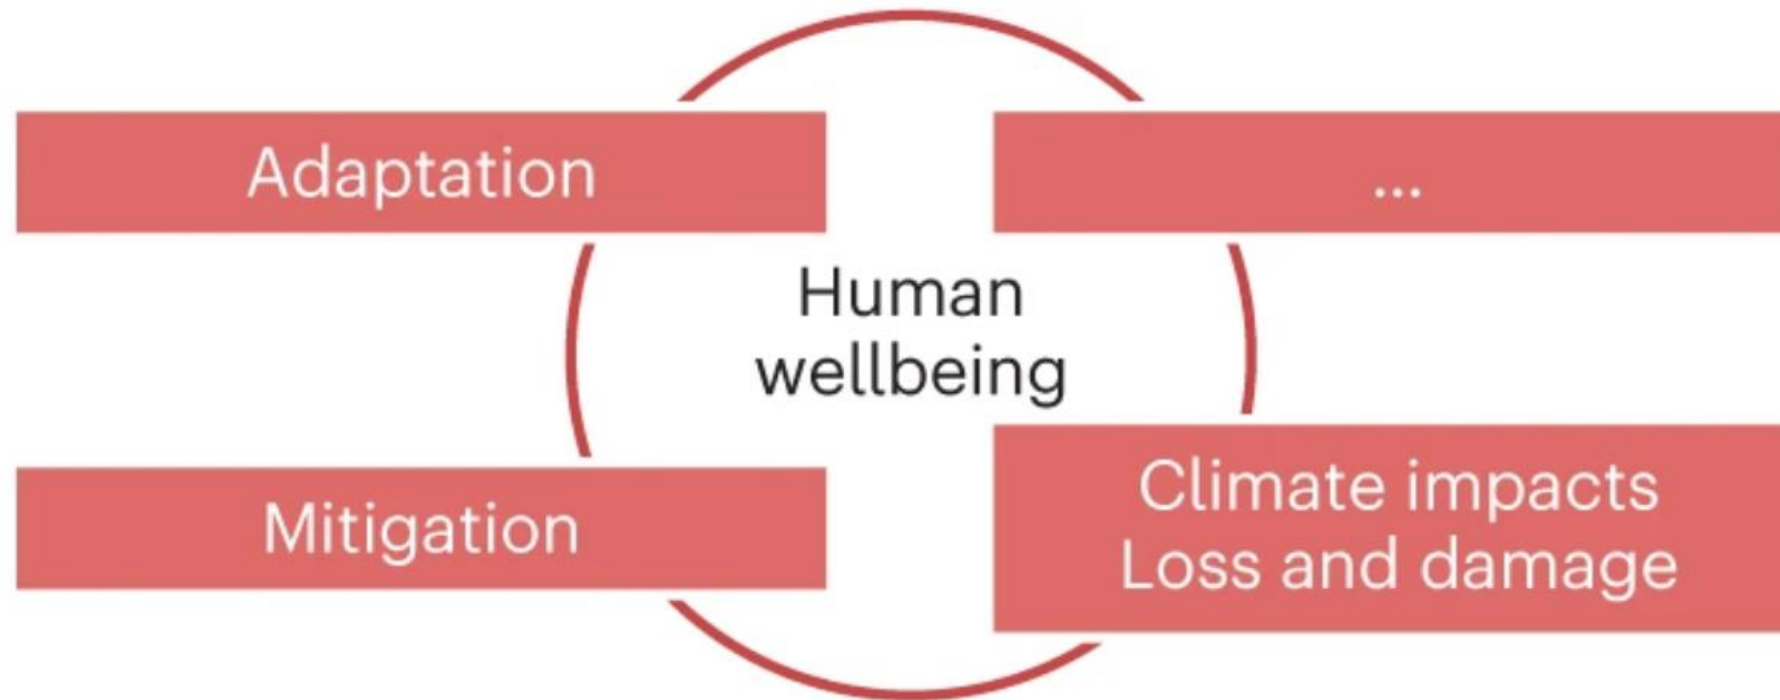 Adaptation
...
Human
wellbeing
Mitigation
Climate impacts
Loss and damage